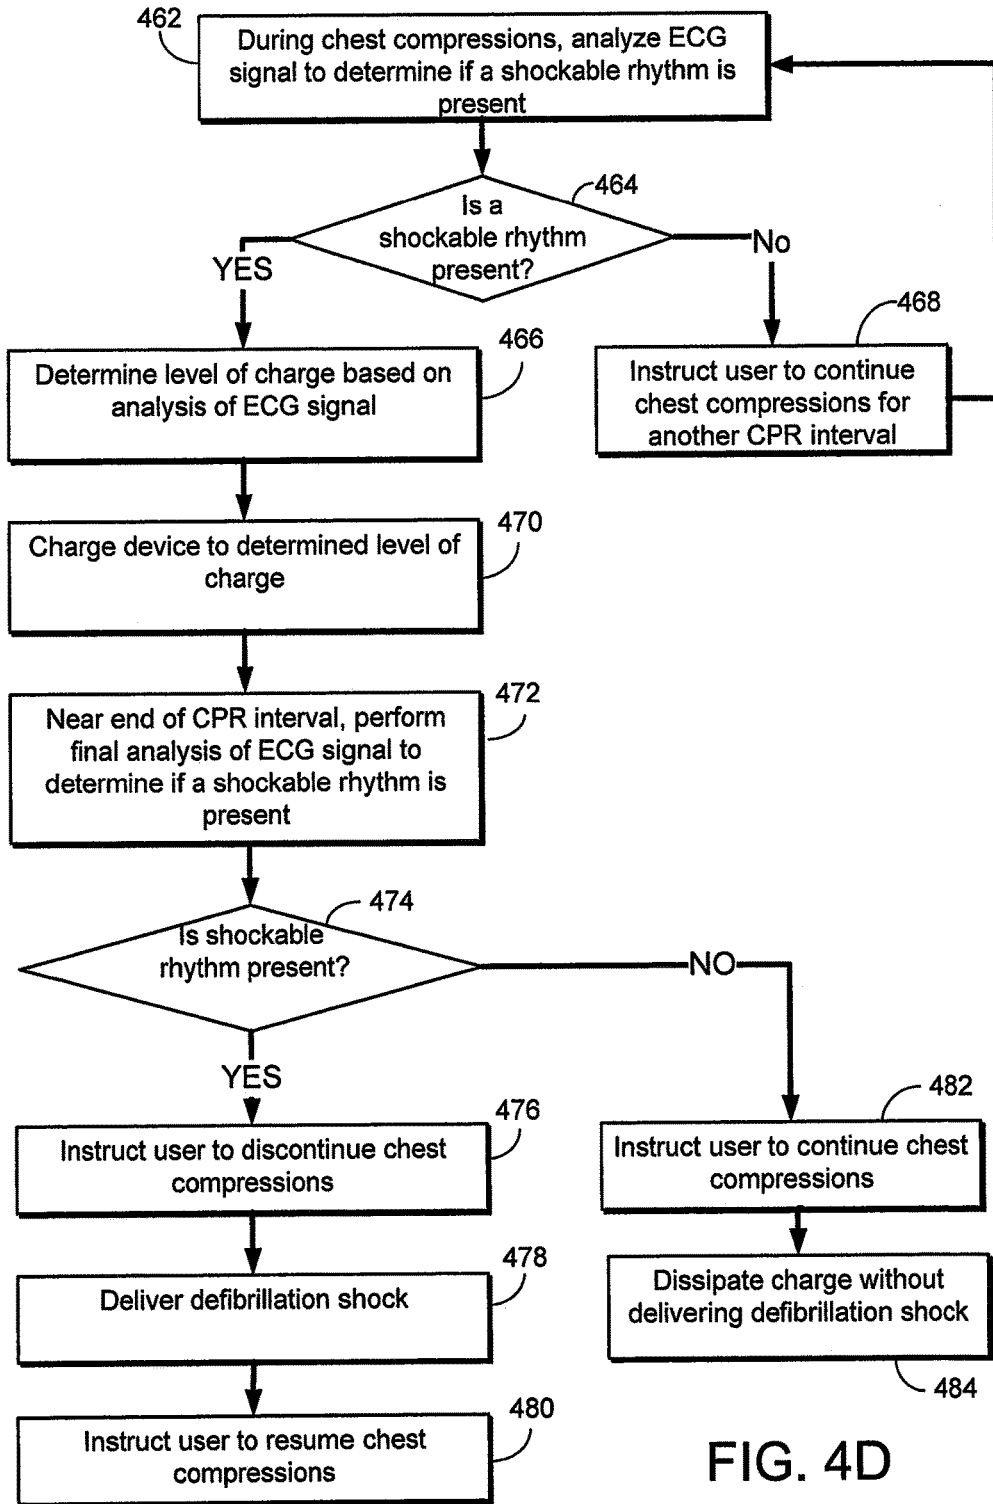 462
During chest compressions, analyze ECG
signal to determine if a shockable rhythm is
present
464
Is a
shockable rhythm
present?
YES
No
466
Determine level of charge based on
analysis of ECG signal
468
Instruct user to continue
chest compressions for
another CPR interval
470
Charge device to determined level of
charge
472
Near end of CPR interval, perform
final analysis of ECG signal to
determine if a shockable rhythm is
present
474
Is shockable
rhythm present?
NO
YES
476
Instruct user to discontinue chest
compressions
482
Instruct user to continue chest
compressions
478
Deliver defibrillation shock
Dissipate charge without
delivering defibrillation shock
484
480
Instruct user to resume chest
compressions
FIG. 4D